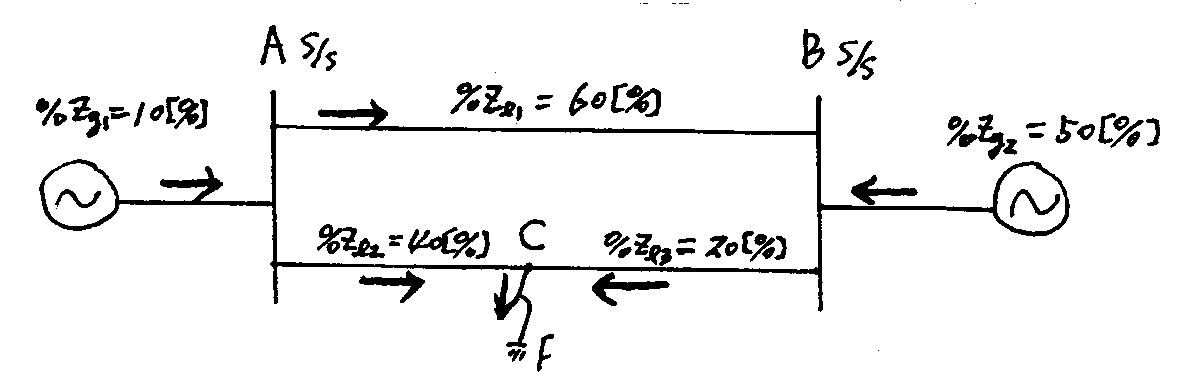 A S/s
B S/s
%Zg1=10[%]
%Zl1 = 60[%]
%Zg2 = 50[%]
%Zl2 = 40[%]
C
%Zl3 = 20[%]
F